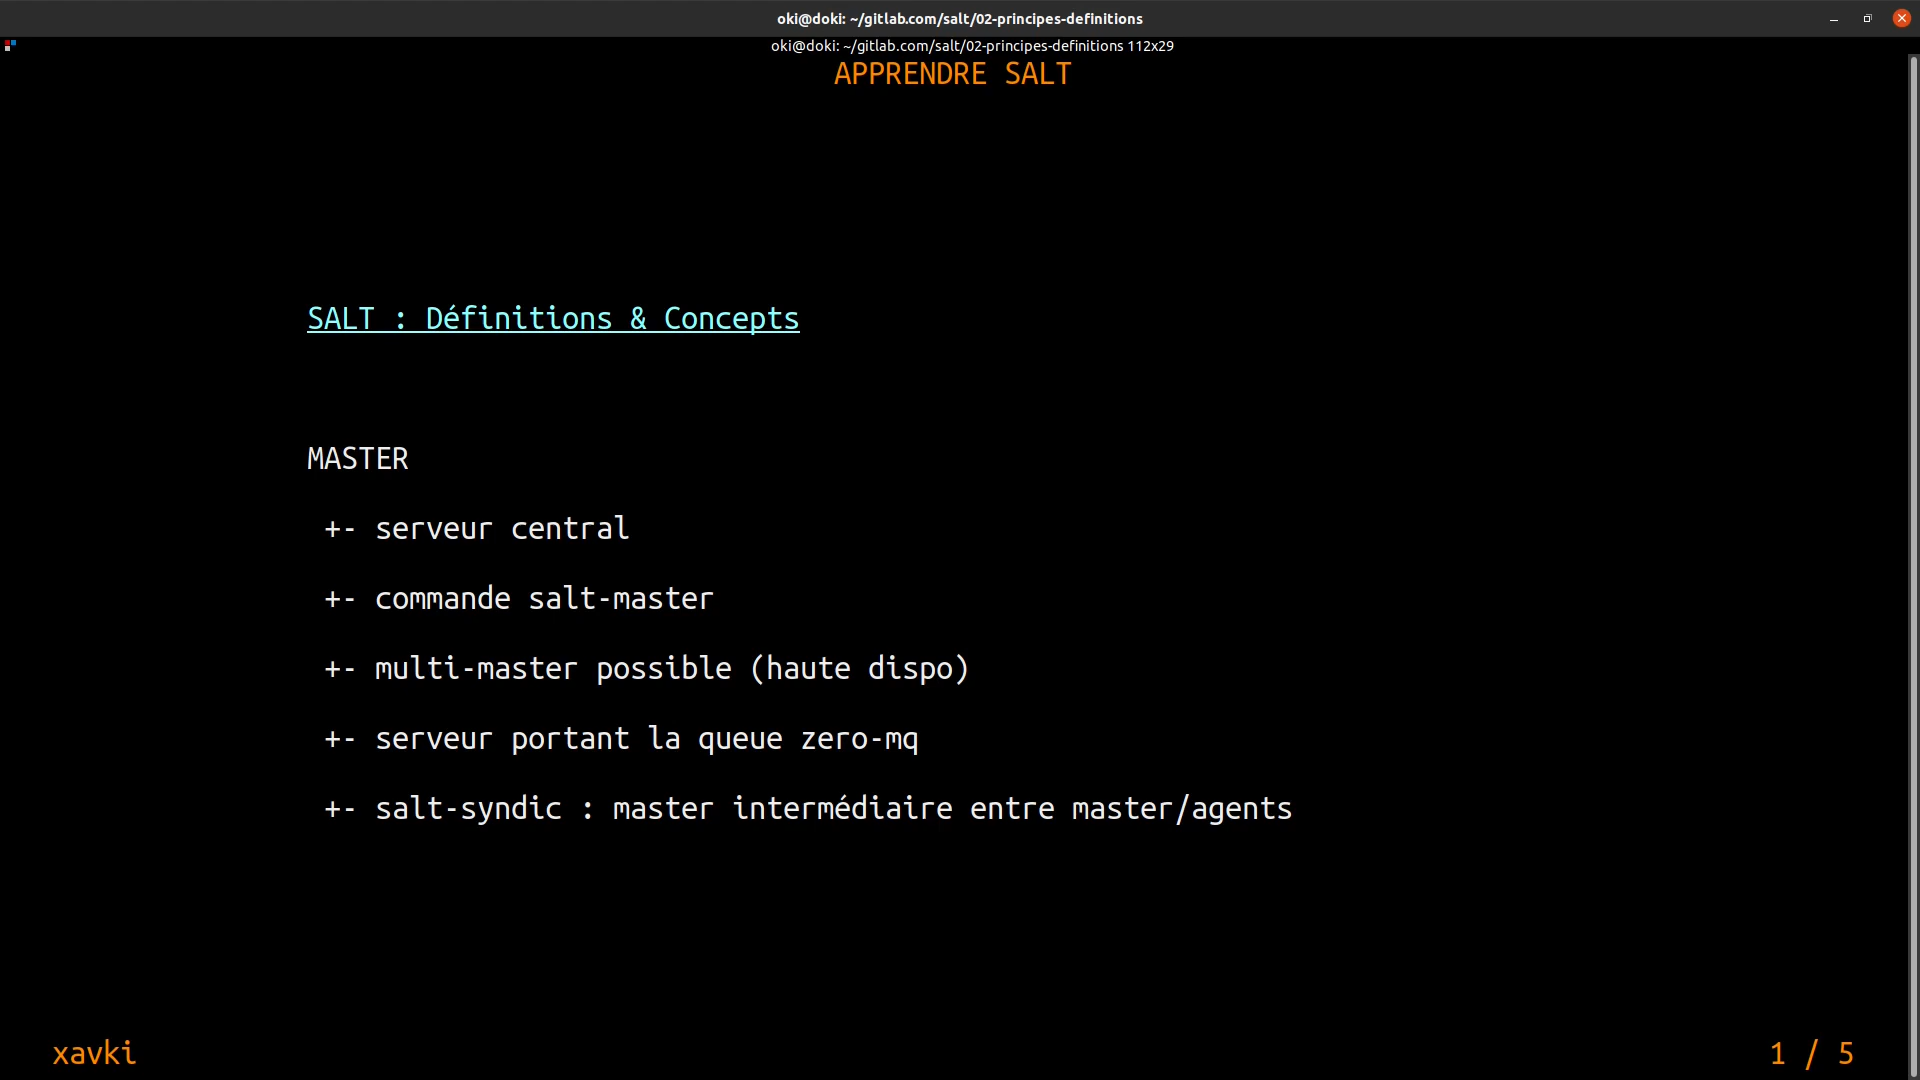 oki@doki: ~/gitlab.com/salt/02-principes-definitions
oki@doki: ~/gitlab.com/salt/02-principes-definitions 112x29
APPRENDRE SALT
SALT : Définitions & Concepts
MASTER
+- serveur central
+- commande salt-master
+- multi-master possible (haute dispo)
+- serveur portant la queue zero-mq
+- salt-syndic : master intermédiaire entre master/agents
xavki
1 / 5